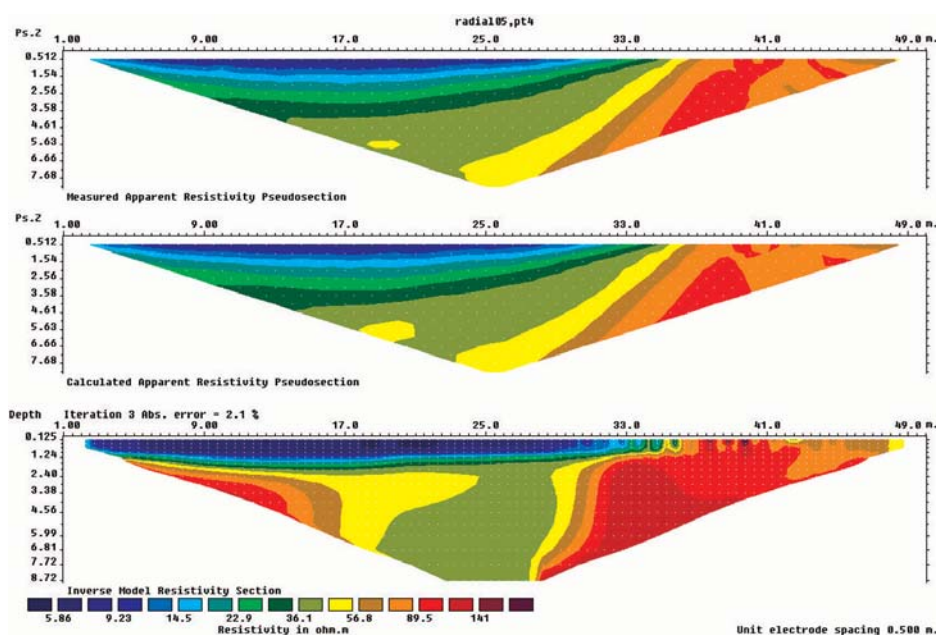 radial05,pt4
Ps.Z 1.00 9.00 17.0 25.0 33.0 41.0 49.0 m.
0.512
1.54
2.56
3.58
4.61
5.63
6.66
7.68
Measured Apparent Resistivity Pseudosection
Ps.Z 1.00 9.00 17.0 25.0 33.0 41.0 49.0 m.
0.512
1.54
2.56
3.58
4.61
5.63
6.66
7.68
Calculated Apparent Resistivity Pseudosection
Depth Iteration 3 Abs. error = 2.1 %
1.00 9.00 17.0 25.0 33.0 41.0 49.0 m.
0.125
1.24
2.40
3.38
4.56
5.99
6.81
7.72
8.72
Inverse Model Resistivity Section
5.86 9.23 14.5 22.9 36.1 56.8 89.5 141
Resistivity in ohm.m Unit electrode spacing 0.500 m.